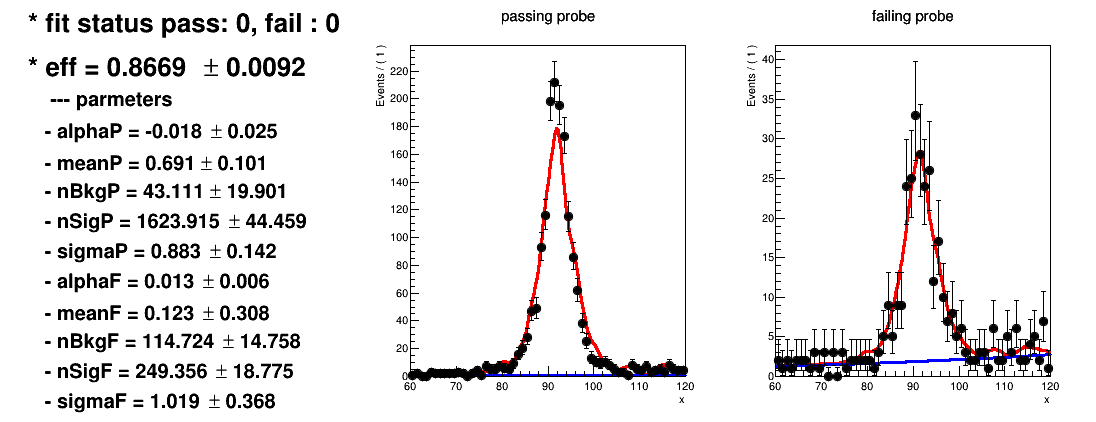 * fit status pass: 0, fail : 0
* eff = 0.8669 ± 0.0092
--- parmeters
- alphaP = -0.018 ± 0.025
- meanP = 0.691 ± 0.101
- nBkgP = 43.111 ± 19.901
- nSigP = 1623.915 ± 44.459
- sigmaP = 0.883 ± 0.142
- alphaF = 0.013 ± 0.006
- meanF = 0.123 ± 0.308
- nBkgF = 114.724 ± 14.758
- nSigF = 249.356 ± 18.775
- sigmaF = 1.019 ± 0.368
passing probe
Events / ( 1 )
220
200
180
160
140
120
100
80
60
40
20
0
60 70 80 90 100 110 120
x
failing probe
Events / ( 1 )
40
35
30
25
20
15
10
5
0
60 70 80 90 100 110 120
x